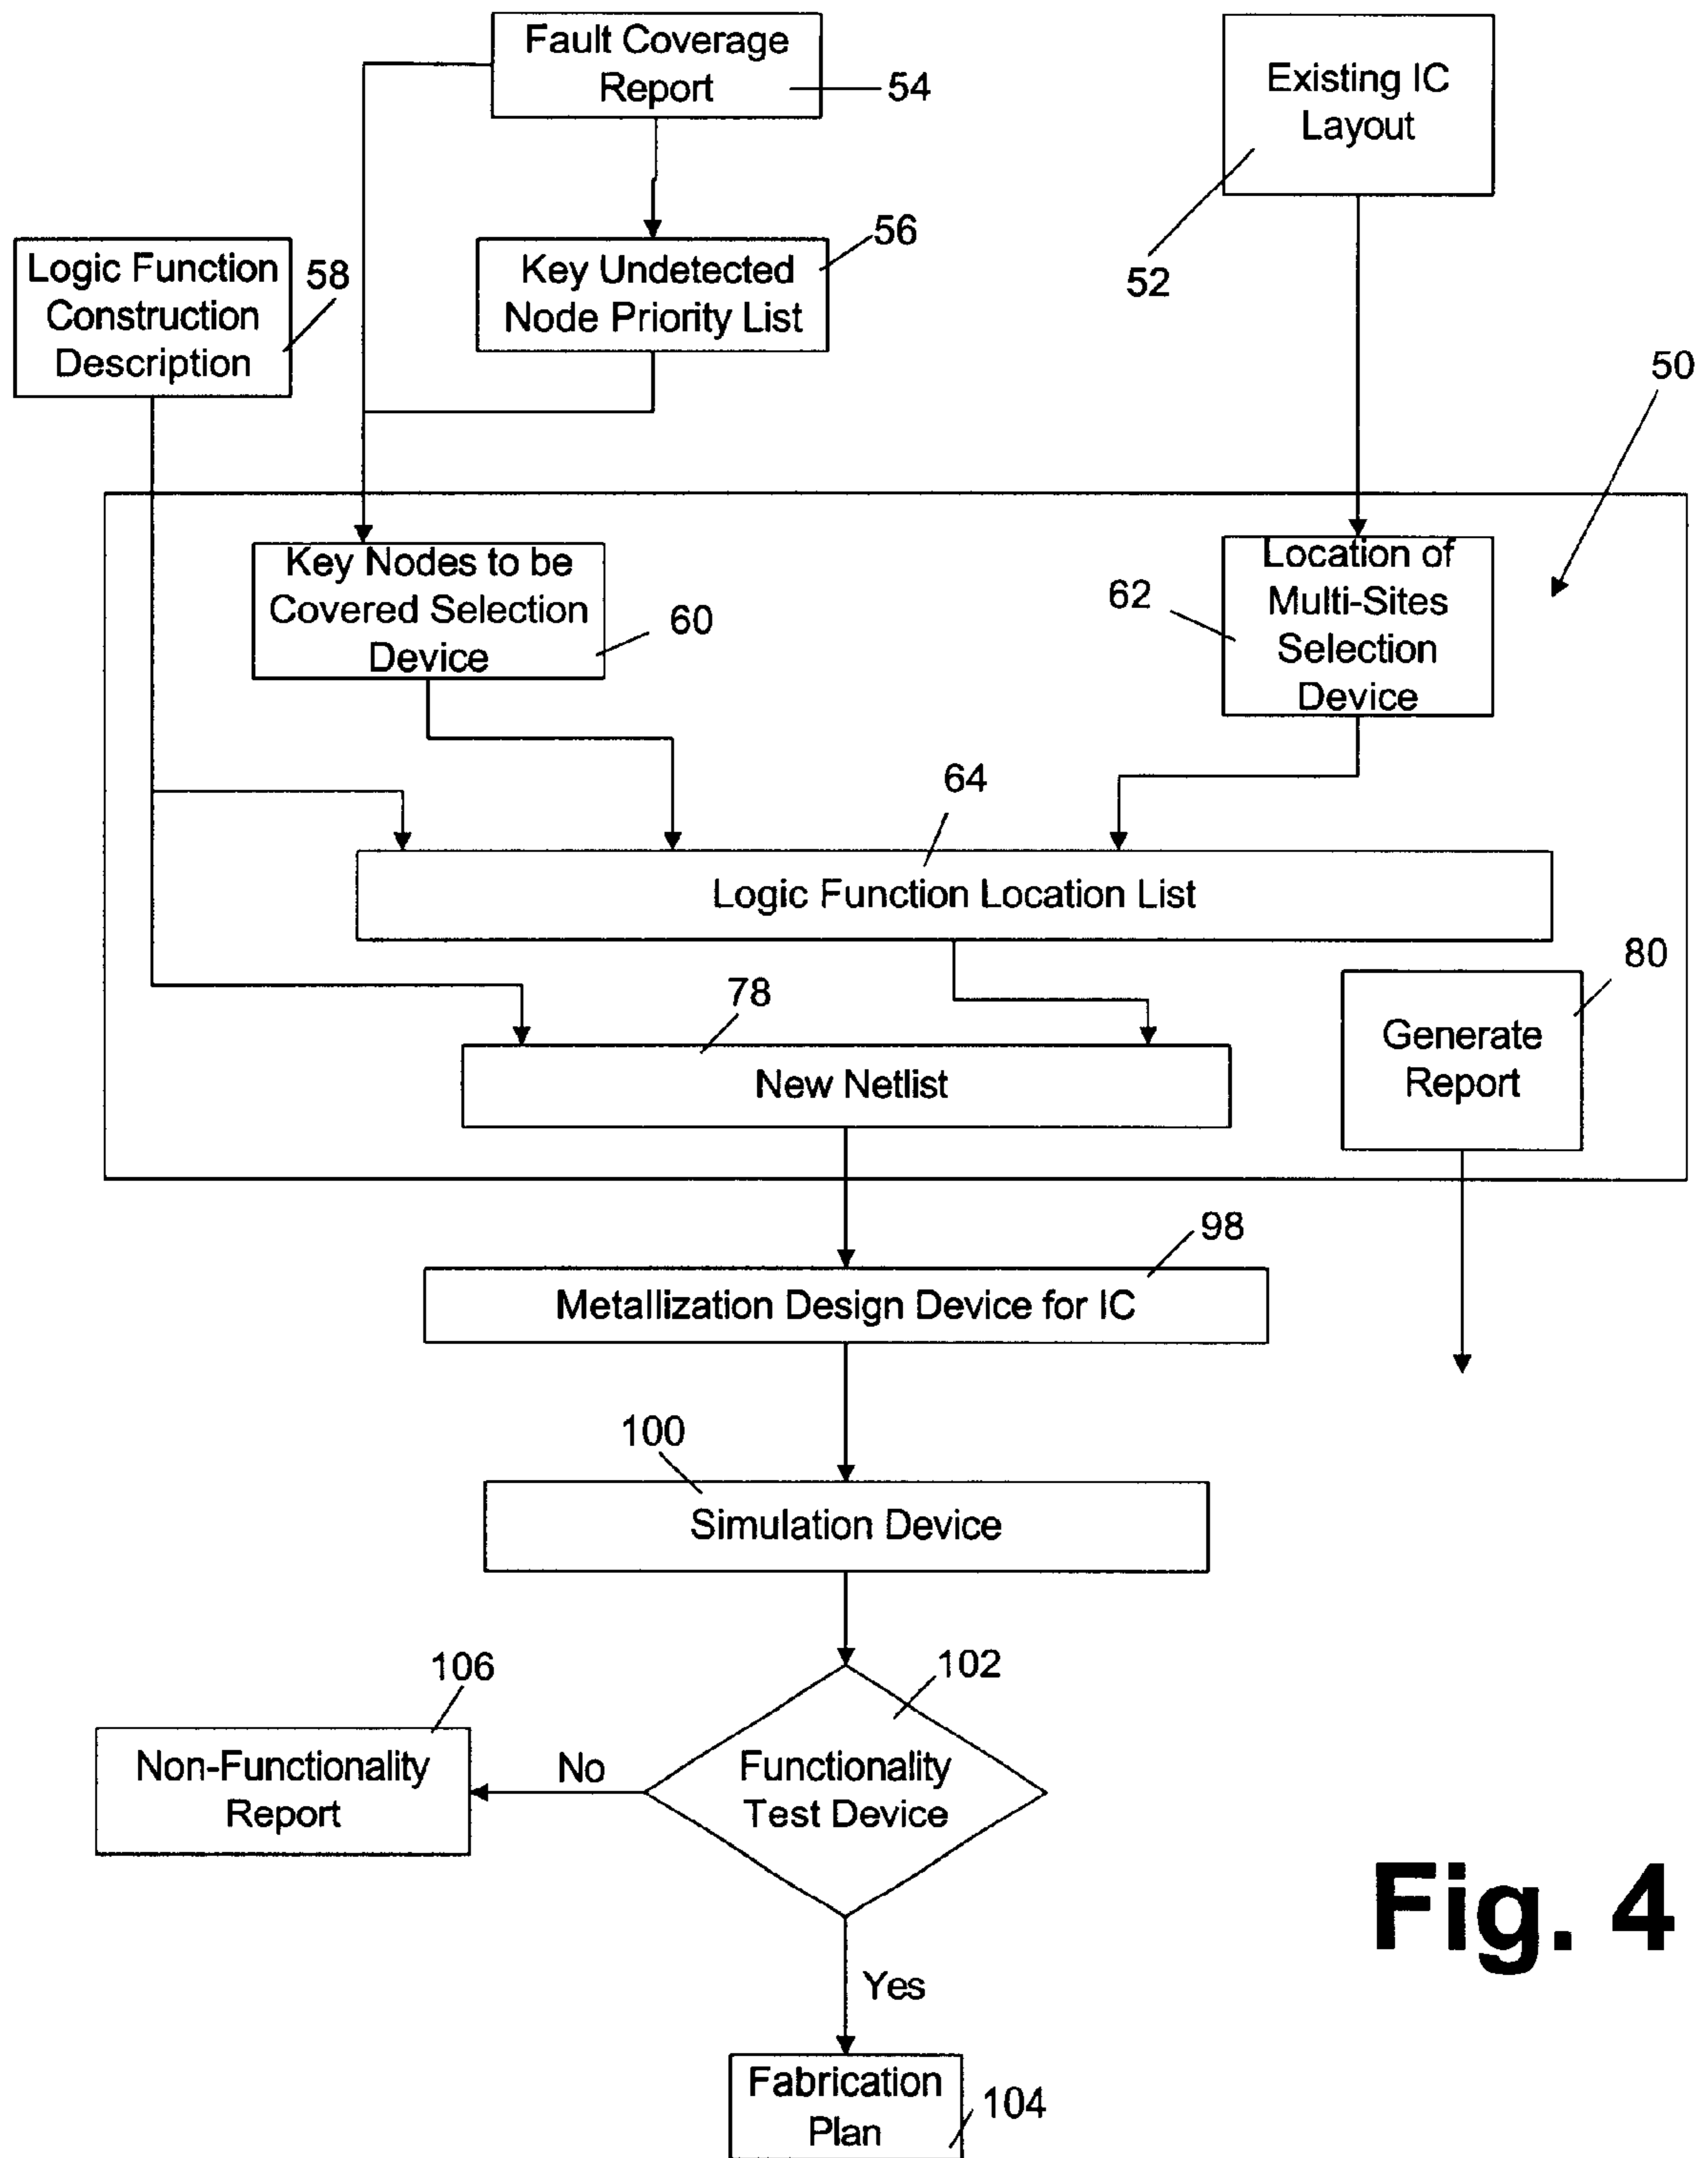 Fault Coverage
Report
54
Existing IC
Layout
52
Logic Function
Construction
Description
58
Key Undetected
Node Priority List
56
50
Key Nodes to be
Covered Selection
Device
60
Location of
Multi-Sites
Selection
Device
62
64
Logic Function Location List
78
New Netlist
80
Generate
Report
98
Metallization Design Device for IC
100
Simulation Device
102
Functionality
Test Device
106
Non-Functionality
Report
No
Yes
Fabrication
Plan
104
Fig. 4